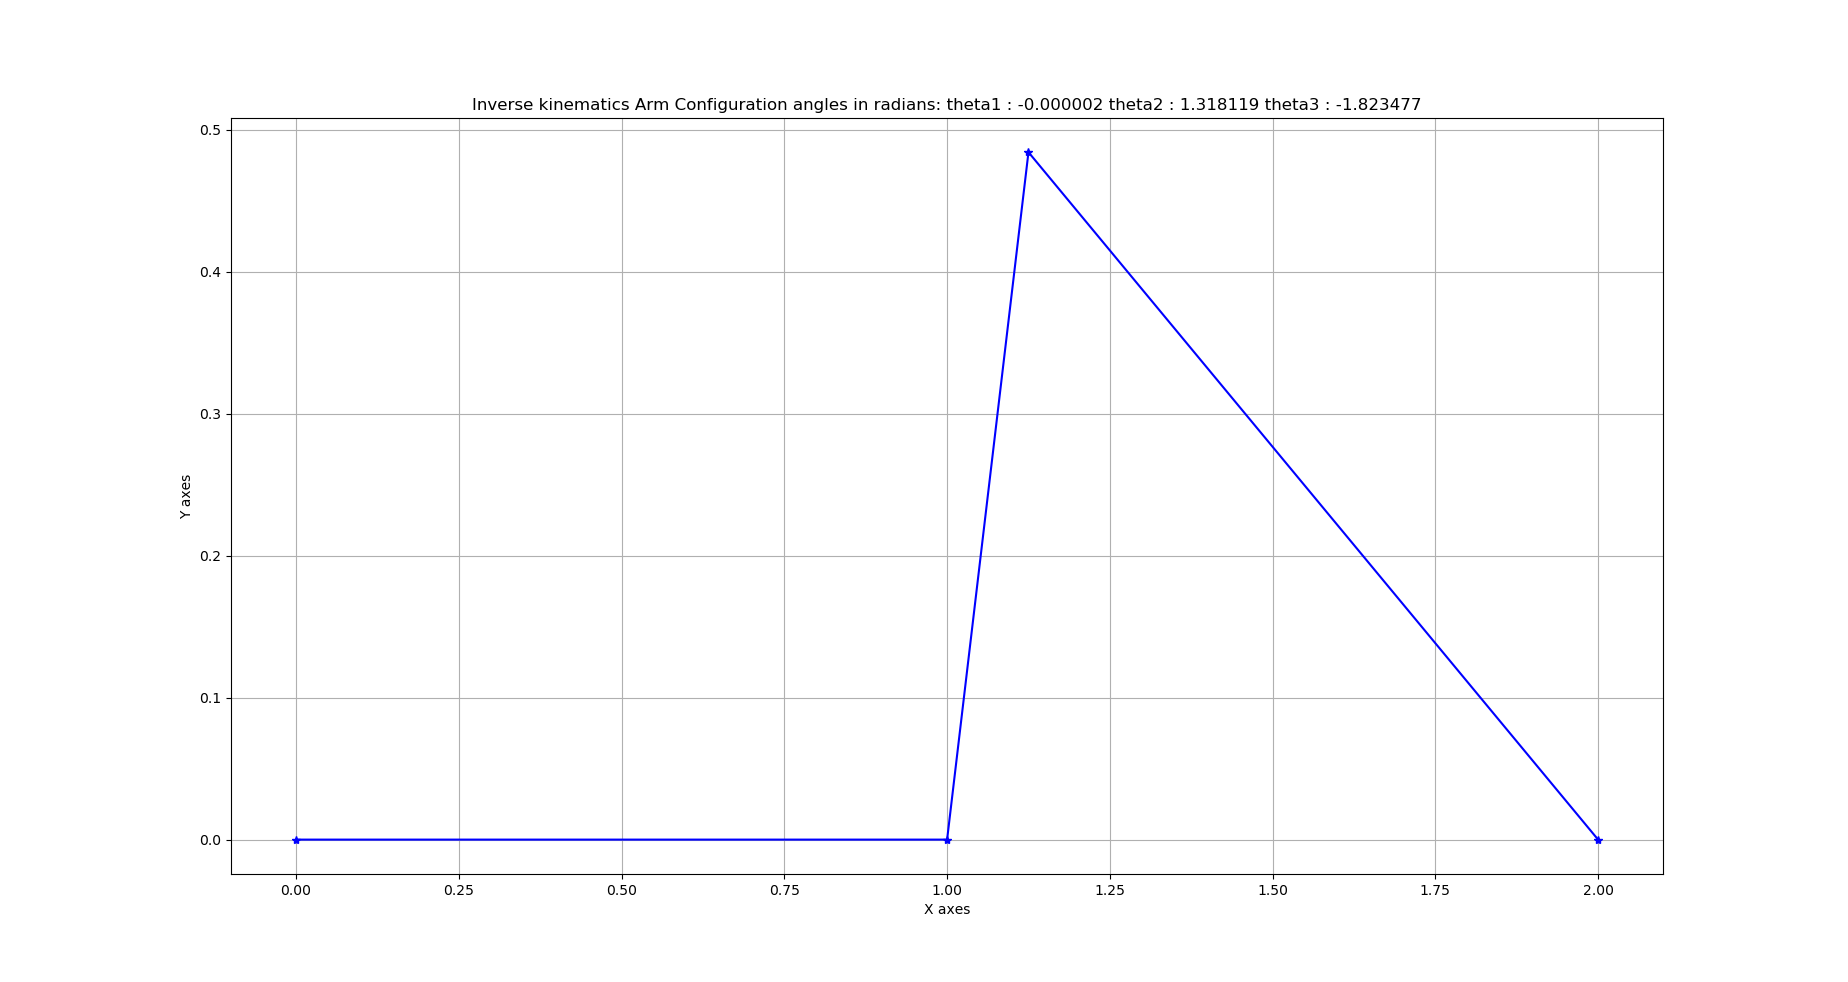 Inverse kinematics Arm Configuration angles in radians: theta1 : -0.000002 theta2 : 1.318119 theta3 : -1.823477
0.5
0.4
0.3
0.2
0.1
0.0
Y axes
0.00 0.25 0.50 0.75 1.00 1.25 1.50 1.75 2.00
X axes